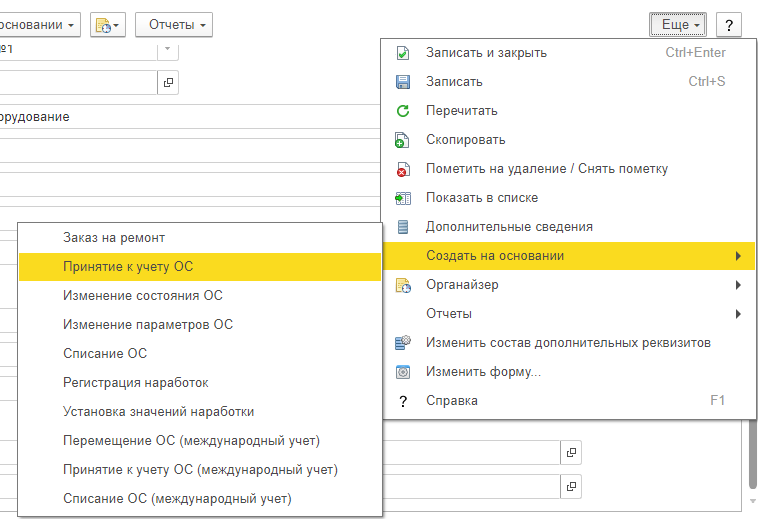 основании
Отчеты
Еще
?
№1
орудование
Записать и закрыть Ctrl+Enter
Записать Ctrl+S
Перечитать
Скопировать
Пометить на удаление / Снять пометку
Показать в списке
Дополнительные сведения
Создать на основании
Органайзер
Отчеты
Изменить состав дополнительных реквизитов
Изменить форму...
? Справка F1
Заказ на ремонт
Принятие к учету ОС
Изменение состояния ОС
Изменение параметров ОС
Списание ОС
Регистрация наработок
Установка значений наработки
Перемещение ОС (международный учет)
Принятие к учету ОС (международный учет)
Списание ОС (международный учет)